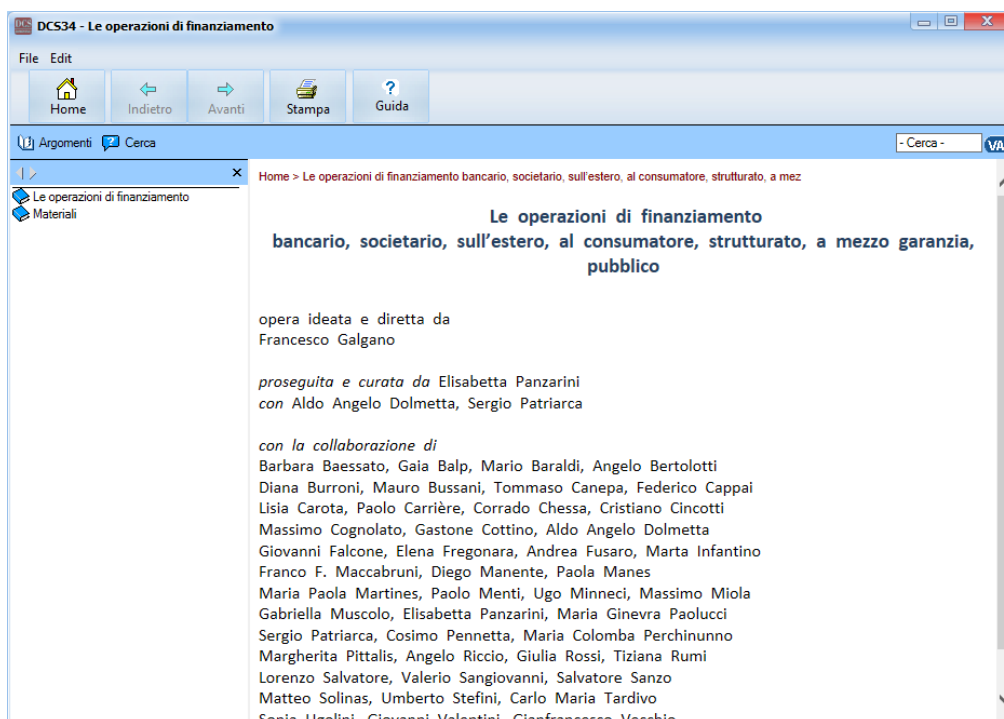 DCS34 - Le operazioni di finanziamento
File Edit
Home Indietro Avanti Stampa Guida
Argomenti Cerca - Cerca - VA
Home > Le operazioni di finanziamento bancario, societario, sull'estero, al consumatore, strutturato, a mez
Le operazioni di finanziamento
Materiali
Le operazioni di finanziamento
bancario, societario, sull'estero, al consumatore, strutturato, a mezzo garanzia,
pubblico
opera ideata e diretta da
Francesco Galgano
proseguita e curata da Elisabetta Panzarini
con Aldo Angelo Dolmetta, Sergio Patriarca
con la collaborazione di
Barbara Baessato, Gaia Balp, Mario Baraldi, Angelo Bertolotti
Diana Burroni, Mauro Bussani, Tommaso Canepa, Federico Cappai
Lisia Carota, Paolo Carrière, Corrado Chessa, Cristiano Cincotti
Massimo Cognolato, Gastone Cottino, Aldo Angelo Dolmetta
Giovanni Falcone, Elena Fregonara, Andrea Fusaro, Marta Infantino
Franco F. Maccabruni, Diego Manente, Paola Manes
Maria Paola Martines, Paolo Menti, Ugo Minneci, Massimo Miola
Gabriella Muscolo, Elisabetta Panzarini, Maria Ginevra Paolucci
Sergio Patriarca, Cosimo Pennetta, Maria Colomba Perchinunno
Margherita Pittalis, Angelo Riccio, Giulia Rossi, Tiziana Rumi
Lorenzo Salvatore, Valerio Sangiovanni, Salvatore Sanzo
Matteo Solinas, Umberto Stefini, Carlo Maria Tardivo
Sonia Ugolini, Giovanni Valentini, Gianfrancesco Vecchio